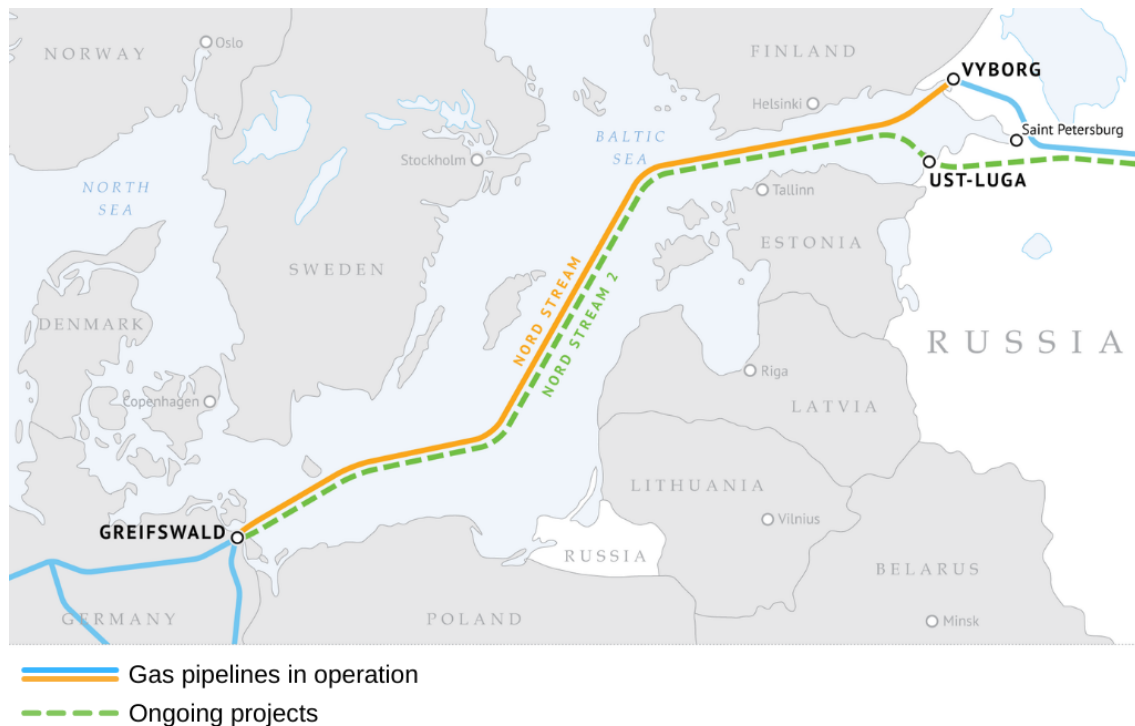 NORWAY
Oslo
FINLAND
VYBORG
Helsinki
Saint Petersburg
BALTIC
SEA
Stockholm
UST-LUGA
NORTH
SEA
Tallinn
ESTONIA
SWEDEN
NORD STREAM
NORD STREAM 2
DENMARK
RUSSIA
Riga
Copenhagen
LATVIA
LITHUANIA
Vilnius
GREIFSWALD
RUSSIA
BELARUS
GERMANY
POLAND
Minsk
Gas pipelines in operation
Ongoing projects